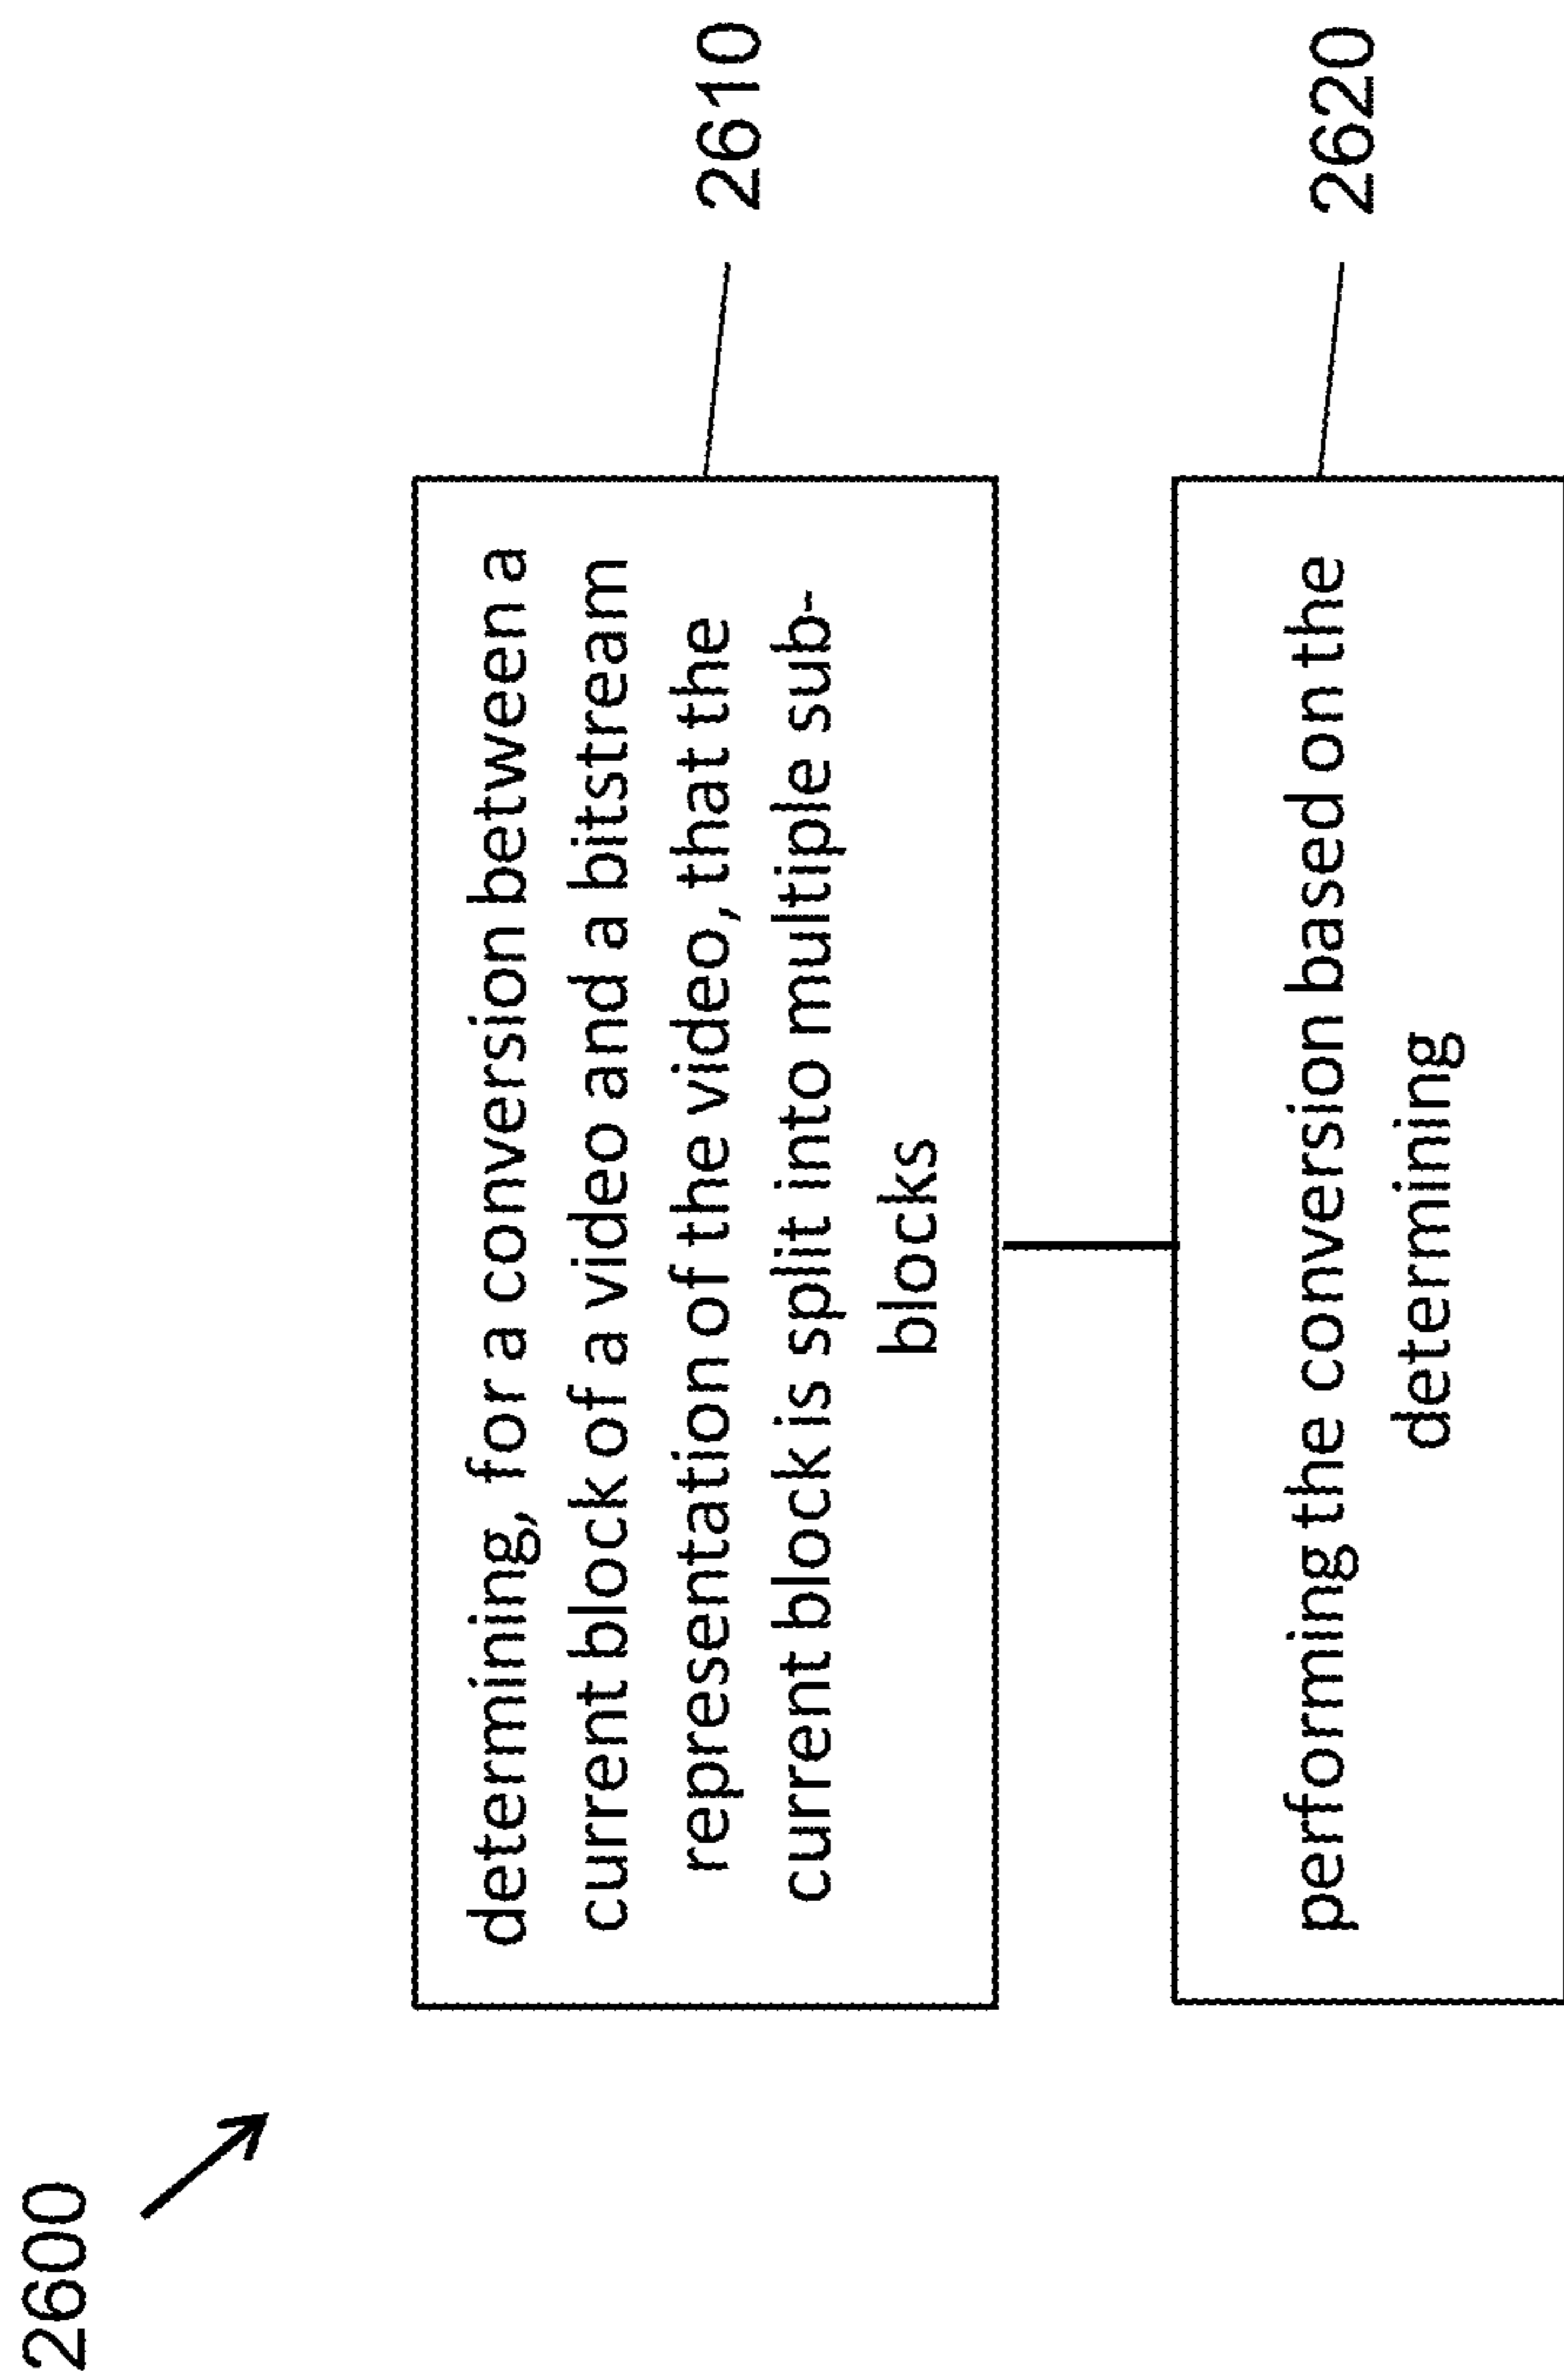 2600
determining, for a conversion between a
current block of a video and a bitstream
representation of the video, that the
current block is split into multiple sub-
blocks
2610
performing the conversion based on the
determining
2620